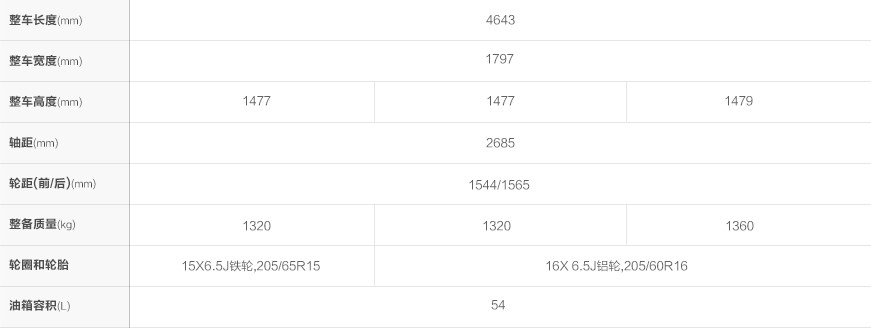 整车长度(mm) 4643
整车宽度(mm) 1797
整车高度(mm) 1477 1477 1479
轴距(mm) 2685
轮距(前/后)(mm) 1544/1565
整备质量(kg) 1320 1320 1360
轮圈和轮胎 15X6.5J铁轮,205/65R15 16X 6.5J铝轮,205/60R16
油箱容积(L) 54